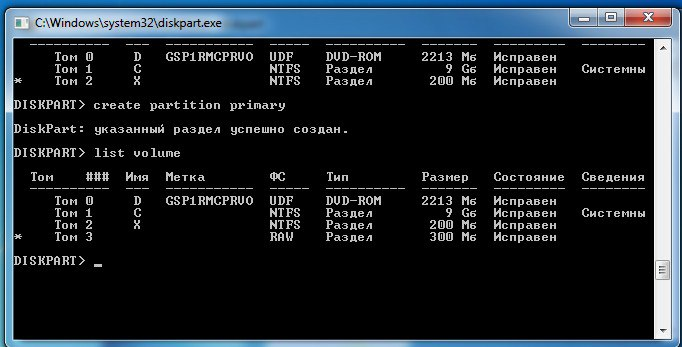 C:\Windows\system32\diskpart.exe
Том 0 D GSP1RMCPRVO UDF DVD-ROM 2213 Мб Исправен
Том 1 C NTFS Раздел 9 Gб Исправен Системны
* Том 2 X NTFS Раздел 200 Мб Исправен
DISKPART> create partition primary
DiskPart: указанный раздел успешно создан.
DISKPART> list volume
Том ### Имя Метка ФС Тип Размер Состояние Сведения
Том 0 D GSP1RMCPRVO UDF DVD-ROM 2213 Мб Исправен
Том 1 C NTFS Раздел 9 Gб Исправен Системны
Том 2 X NTFS Раздел 200 Мб Исправен
* Том 3 RAW Раздел 300 Мб Исправен
DISKPART> _